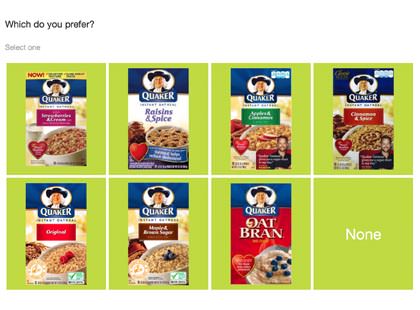 Which do you prefer?
Select one
NOW!
QUAKER
INSTANT OATMEAL
Strawberries
& Cream
QUAKER
INSTANT OATMEAL
Raisins
& Spice
QUAKER
INSTANT OATMEAL
Apples &
Cinnamon
QUAKER
INSTANT OATMEAL
Cinnamon
& Spice
QUAKER
INSTANT OATMEAL
Original
QUAKER
INSTANT OATMEAL
Maple &
Brown Sugar
QUAKER
OAT
BRAN
None